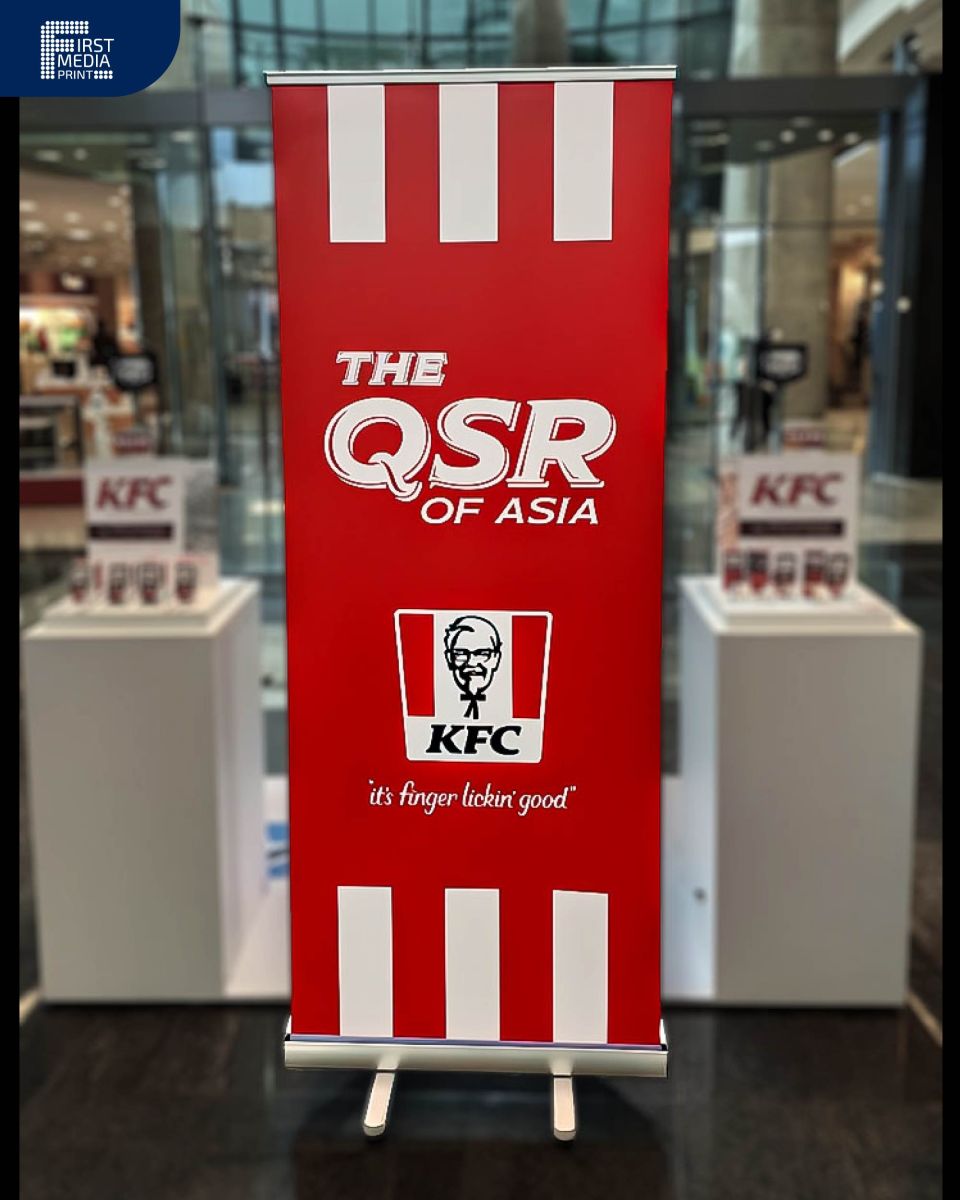 FIRST
MEDIA
PRINT
THE
QSR
OF ASIA
KFC
KFC
KFC
"it's finger lickin' good"